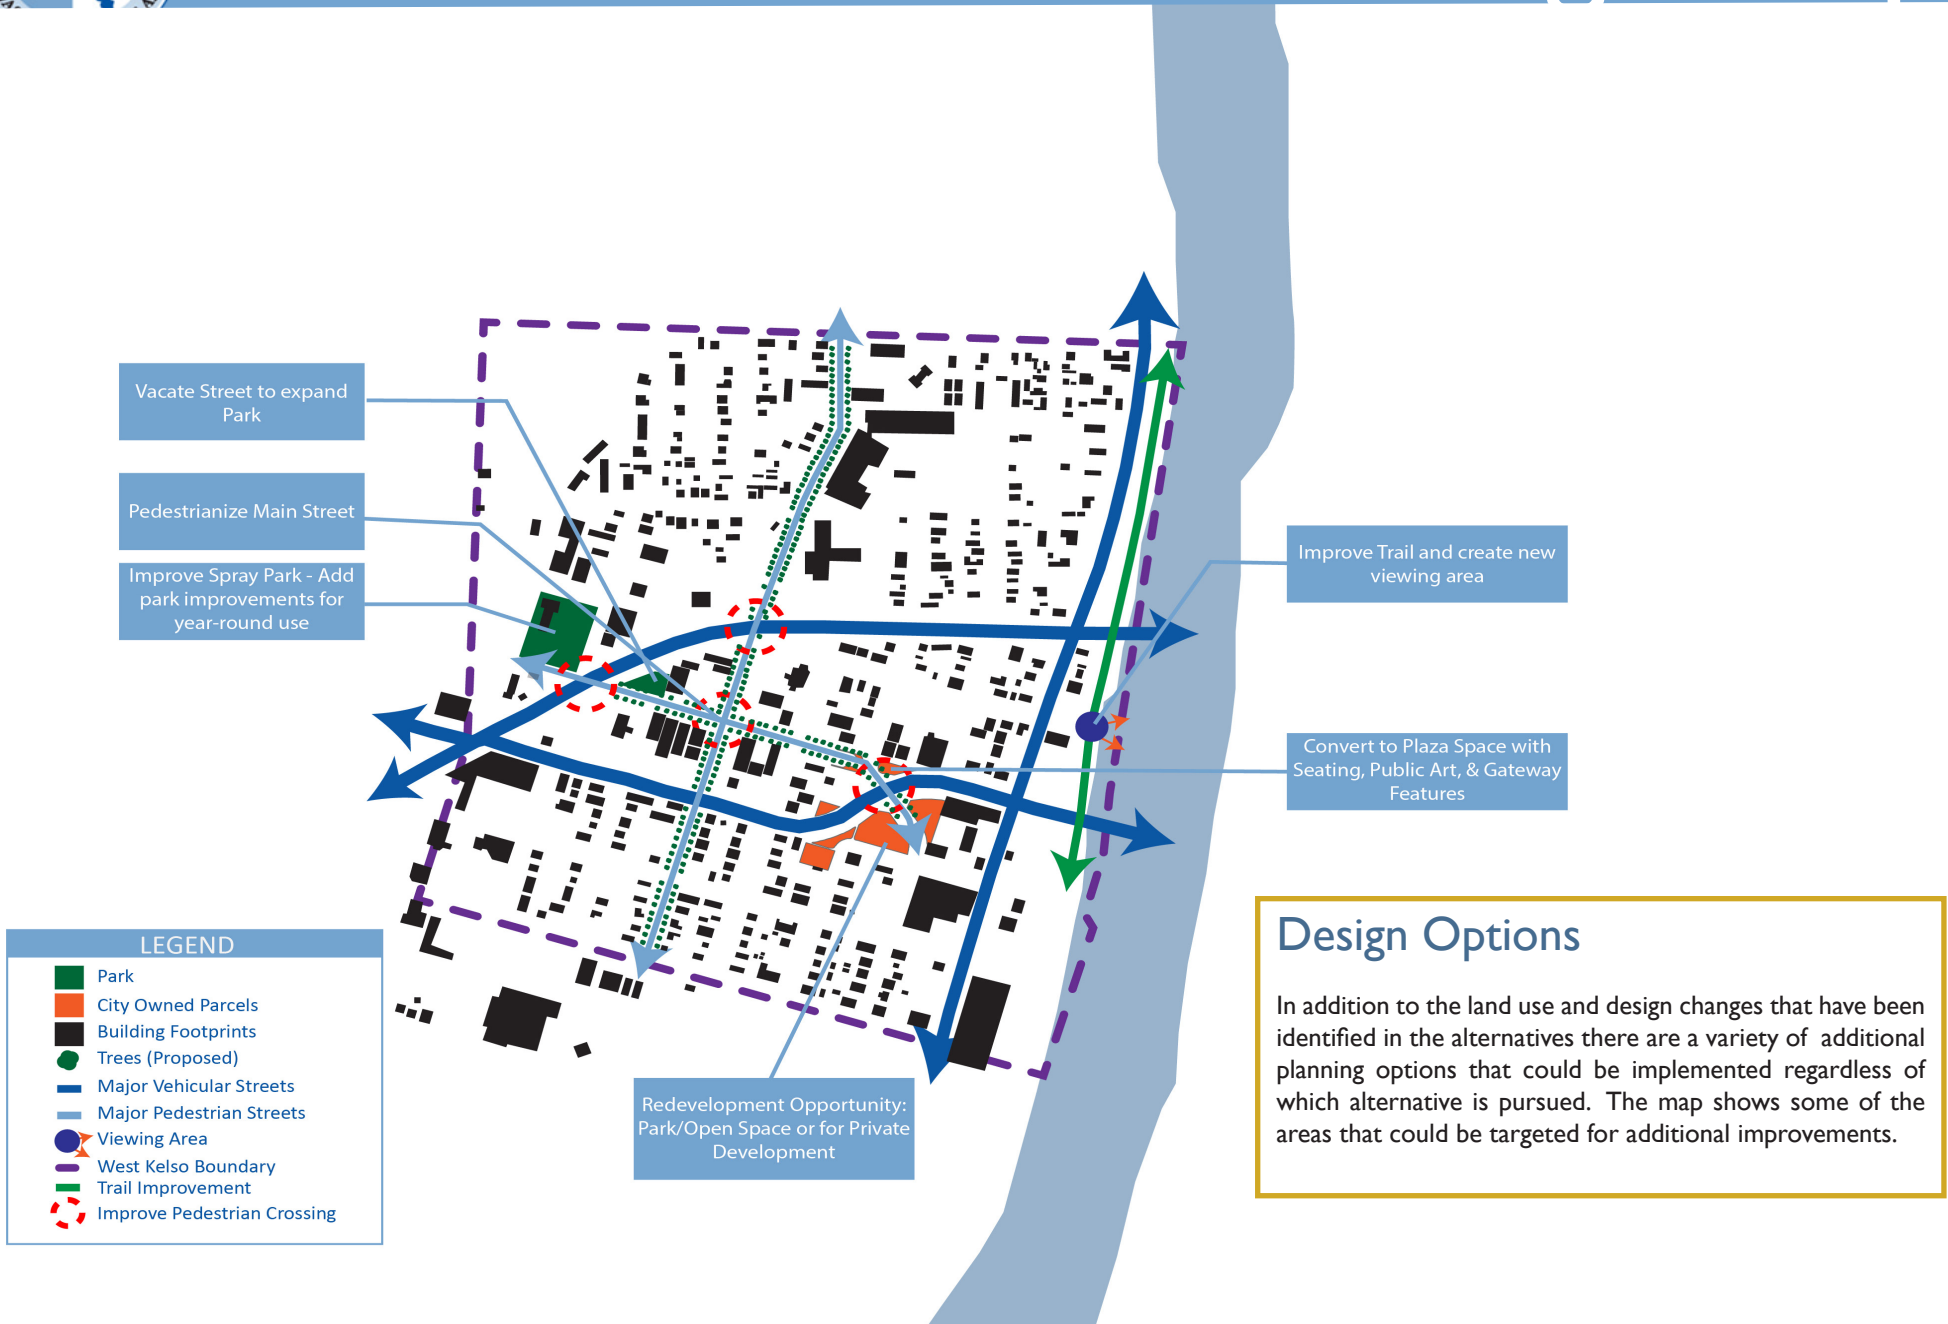 Vacate Street to expand
Park
Pedestrianize Main Street
Improve Spray Park - Add
park improvements for
year-round use
Improve Trail and create new
viewing area
Convert to Plaza Space with
Seating, Public Art, & Gateway
Features
Redevelopment Opportunity:
Park/Open Space or for Private
Development
LEGEND
Park
City Owned Parcels
Building Footprints
Trees (Proposed)
Major Vehicular Streets
Major Pedestrian Streets
Viewing Area
West Kelso Boundary
Trail Improvement
Improve Pedestrian Crossing
Design Options
In addition to the land use and design changes that have been
identified in the alternatives there are a variety of additional
planning options that could be implemented regardless of
which alternative is pursued. The map shows some of the
areas that could be targeted for additional improvements.